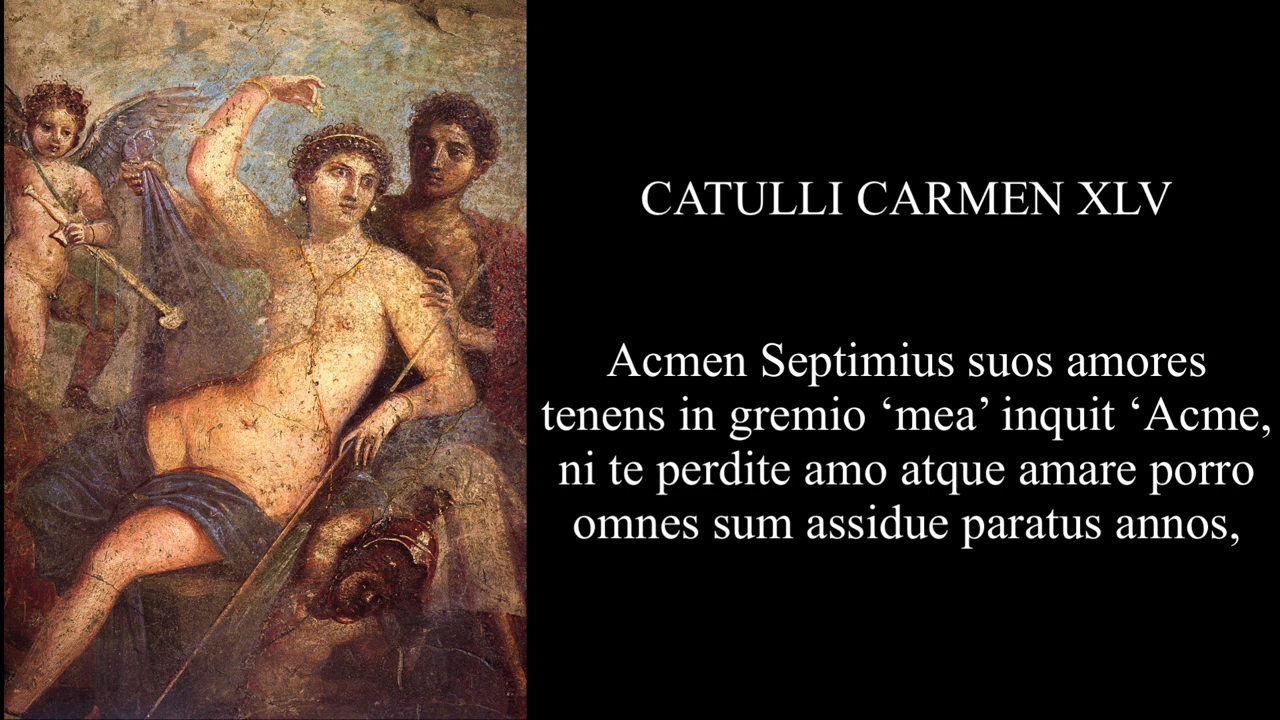 CATULLI CARMEN XLV
Acmen Septimius suos amores
tenens in gremio ‘mea’ inquit ‘Acme,
ni te perdite amo atque amare porro
omnes sum assidue paratus annos,